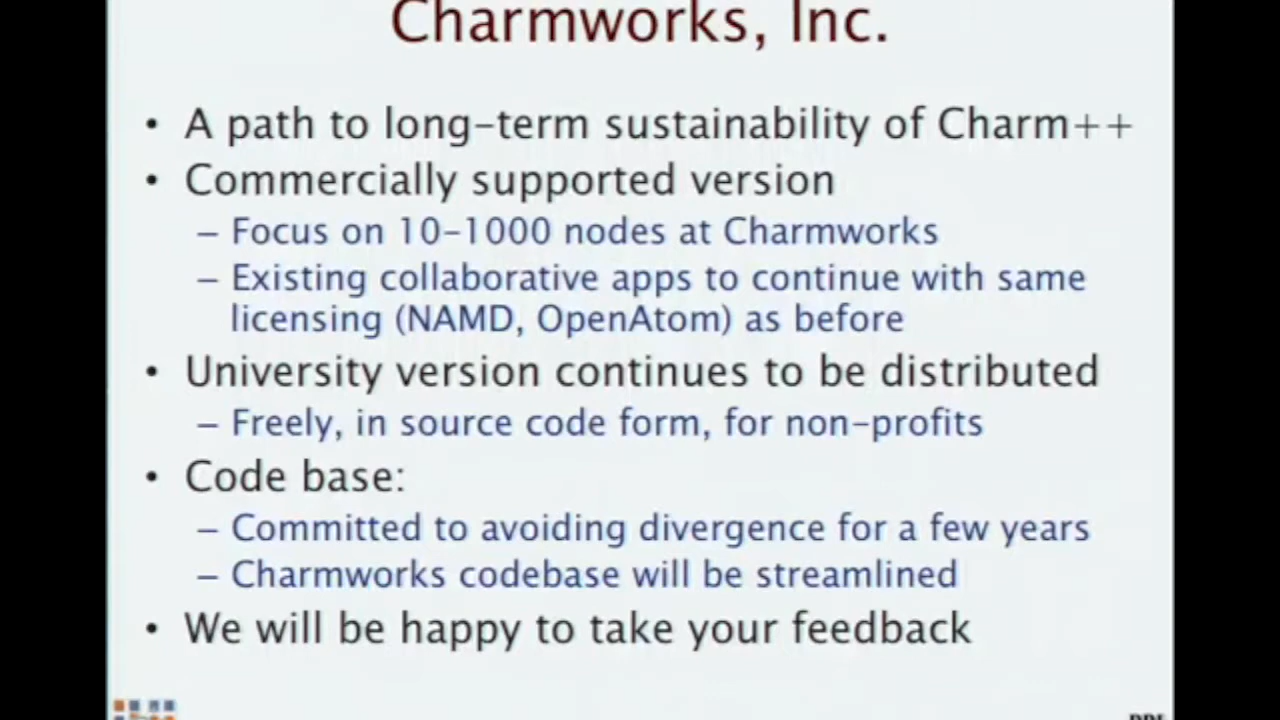 Charmworks, Inc.
• A path to long-term sustainability of Charm++
• Commercially supported version
– Focus on 10-1000 nodes at Charmworks
– Existing collaborative apps to continue with same
licensing (NAMD, OpenAtom) as before
• University version continues to be distributed
– Freely, in source code form, for non-profits
• Code base:
– Committed to avoiding divergence for a few years
– Charmworks codebase will be streamlined
• We will be happy to take your feedback